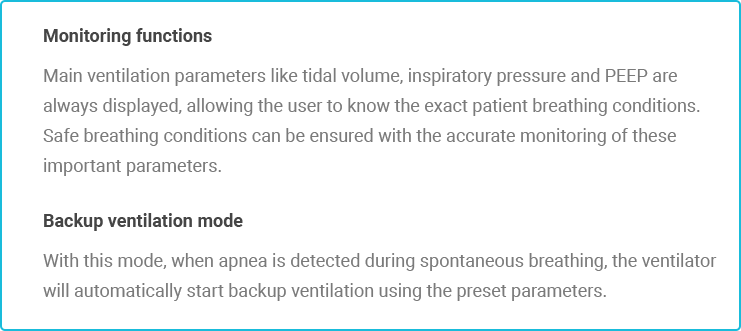 Monitoring functions
Main ventilation parameters like tidal volume, inspiratory pressure and PEEP are
always displayed, allowing the user to know the exact patient breathing conditions.
Safe breathing conditions can be ensured with the accurate monitoring of these
important parameters.
Backup ventilation mode
With this mode, when apnea is detected during spontaneous breathing, the ventilator
will automatically start backup ventilation using the preset parameters.